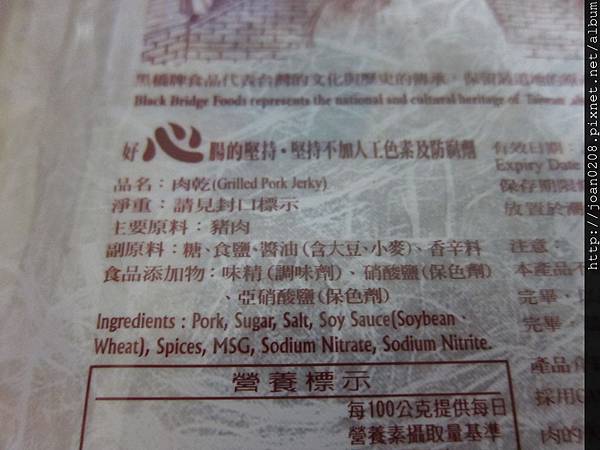 黑橋牌食品代表台灣的文化與歷史的傳承，保留最道地的
Black Bridge Foods represents the national and cultural heritage of Taiwan
好心腸的堅持・堅持不加人工色素及防腐劑
有效日期：
品名：肉乾(Grilled Pork Jerky)
Expiry Date
淨重：請見封口標示
保存期限
主要原料：豬肉
放置於
副原料：糖、食鹽、醬油(含大豆、小麥)、香辛料
注意：
食品添加物：味精(調味劑)、硝酸鹽(保色劑)
本產品不
、亞硝酸鹽(保色劑)
完畢，
Ingredients : Pork, Sugar, Salt, Soy Sauce(Soybean、
完畢
Wheat), Spices, MSG, Sodium Nitrate, Sodium Nitrite.
產品
營養標示
採用
每100公克提供每日
營養素攝取量基準
肉的
http://joan0208.pixnet.net/album